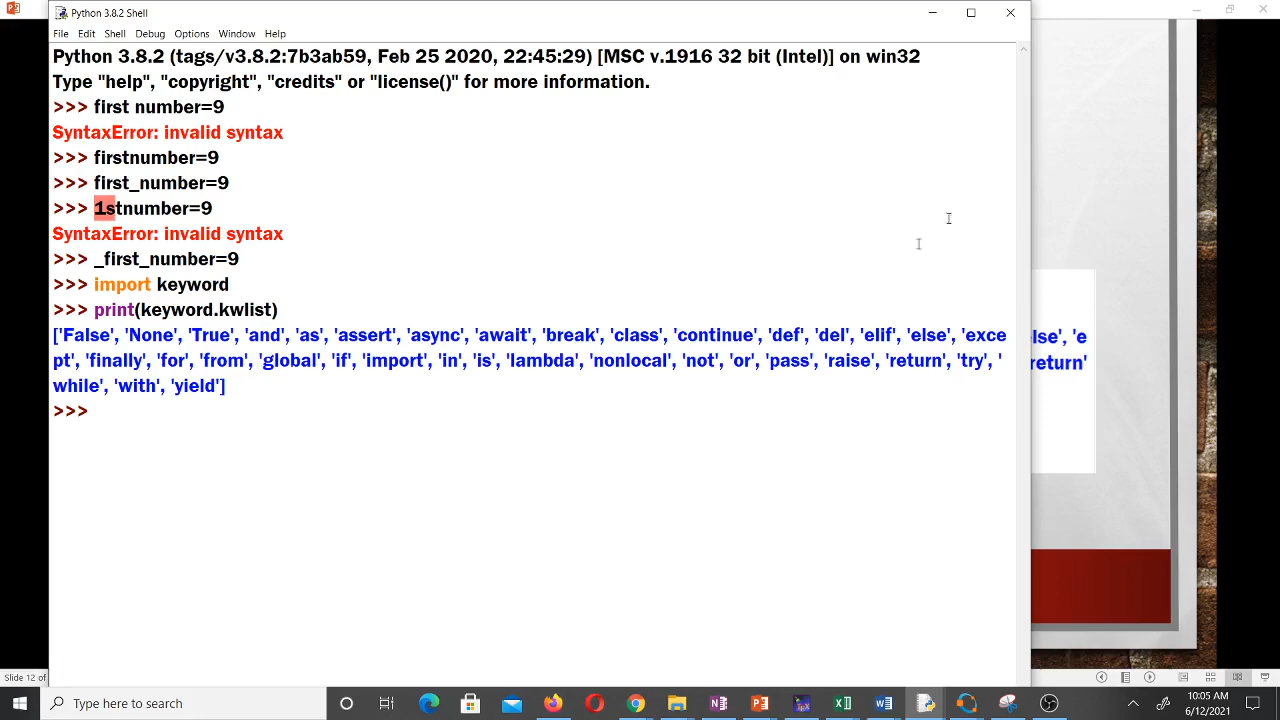 Python 3.8.2 Shell
File Edit Shell Debug Options Window Help
Python 3.8.2 (tags/v3.8.2:7b3ab59, Feb 25 2020, 22:45:29) [MSC v.1916 32 bit (Intel)] on win32
Type "help", "copyright", "credits" or "license()" for more information.
>>> first number=9
SyntaxError: invalid syntax
>>> firstnumber=9
>>> first_number=9
>>> 1stnumber=9
SyntaxError: invalid syntax
>>> _first_number=9
>>> import keyword
>>> print(keyword.kwlist)
['False', 'None', 'True', 'and', 'as', 'assert', 'async', 'await', 'break', 'class', 'continue', 'def', 'del', 'elif', 'else', 'exce
pt', 'finally', 'for', 'from', 'global', 'if', 'import', 'in', 'is', 'lambda', 'nonlocal', 'not', 'or', 'pass', 'raise', 'return', 'try', '
while', 'with', 'yield']
>>>
lse', 'e
return'
Slide 12 of
Type here to search
10:05 AM
6/12/2021